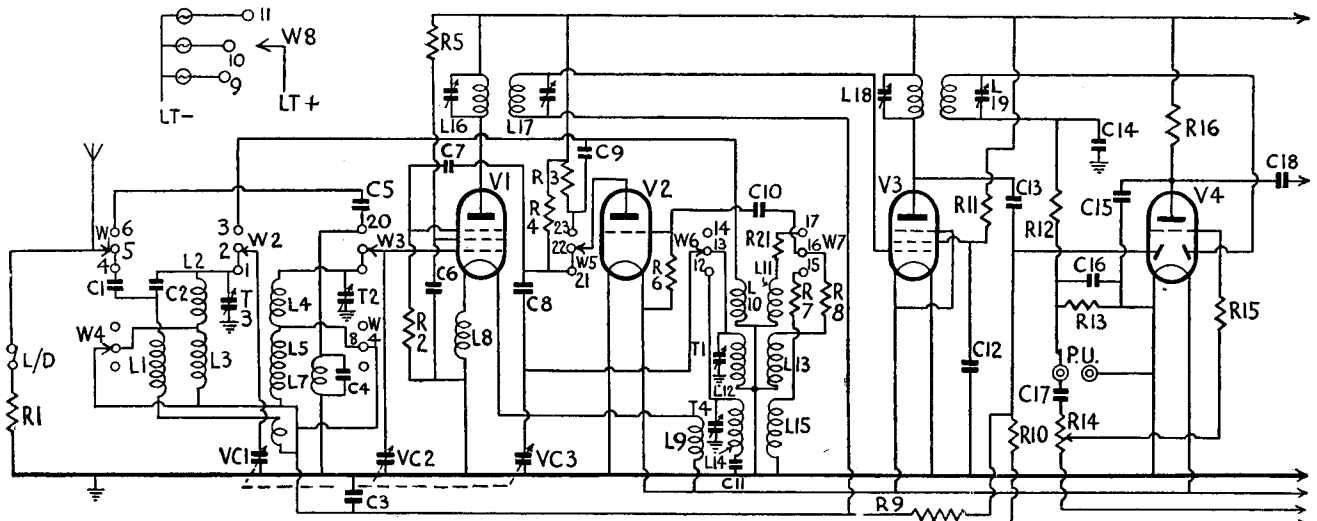 11
W8
10
9
LT-
LT+
R5
L16
L17
L18
L19
C14
R16
C18
C7
C9
R3
R4
V1
V2
V3
V4
C10
C13
R11
R12
C15
C5
W
6
5
4
3
2
1
W2
20
W3
23
22
21
W5
W6
14
13
12
17
16
15
W7
R21
L11
C1
C2
L2
T3
L4
T2
C6
C8
R6
L10
R7
R8
C16
R13
R15
W4
L1
L3
L5
L7
W4
8
C4
R2
L8
T1
L12
L13
C12
P.U.
C17
L/D
R1
VC1
VC2
VC3
L9
T4
L14
L15
C11
R10
R14
C3
R9